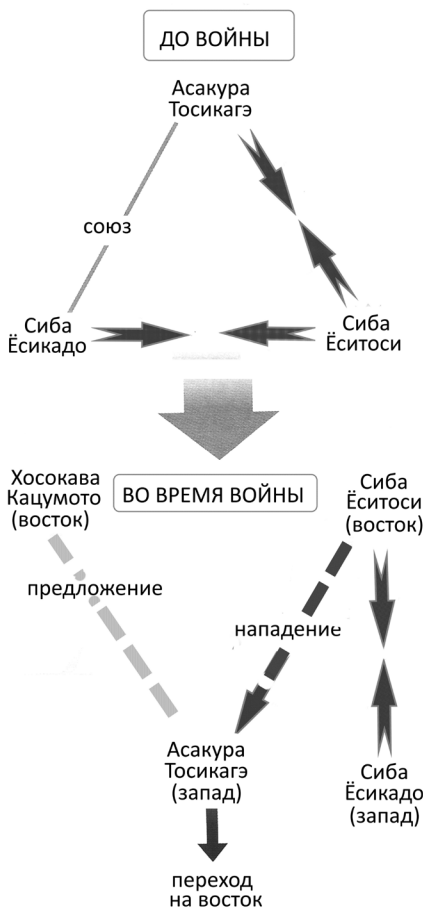 ДО ВОЙНЫ
Асакура
Тосикагэ
союз
Сиба
Ёсикадо
Сиба
Ёситоси
Хосокава
Кацумото
(восток)
ВО ВРЕМЯ ВОЙНЫ
Сиба
Ёситоси
(восток)
предложение
нападение
Асакура
Тосикагэ
(запад)
Сиба
Ёсикадо
(запад)
переход
на восток